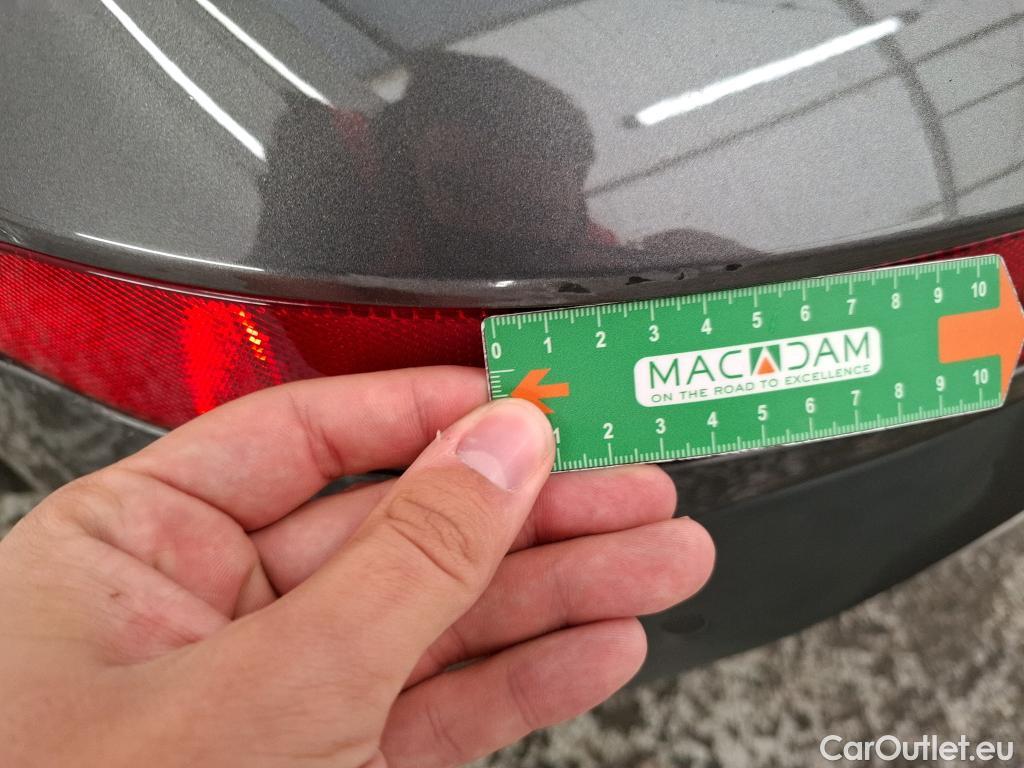 0 1 2 3 4 5 6 7 8 9 10
MACADAM
ON THE ROAD TO EXCELLENCE
1 2 3 4 5 6 7 8 9 10
CarOutlet.eu